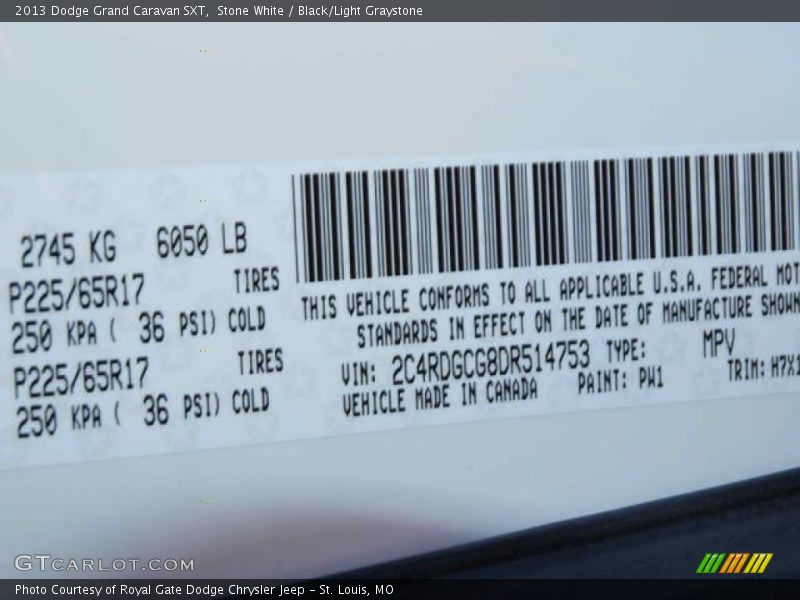 2013 Dodge Grand Caravan SXT,  Stone White / Black/Light Graystone
2745 KG 6050 LB
P225/65R17 TIRES
250 KPA ( 36 PSI) COLD
P225/65R17 TIRES
250 KPA ( 36 PSI) COLD
THIS VEHICLE CONFORMS TO ALL APPLICABLE U.S.A. FEDERAL MOT
STANDARDS IN EFFECT ON THE DATE OF MANUFACTURE SHOWN
VIN: 2C4RDGCG8DR514753 TYPE: MPV
VEHICLE MADE IN CANADA PAINT: PW1 TRIM: H7X1
GTCARLOT.COM
Photo Courtesy of Royal Gate Dodge Chrysler Jeep - St. Louis, MO